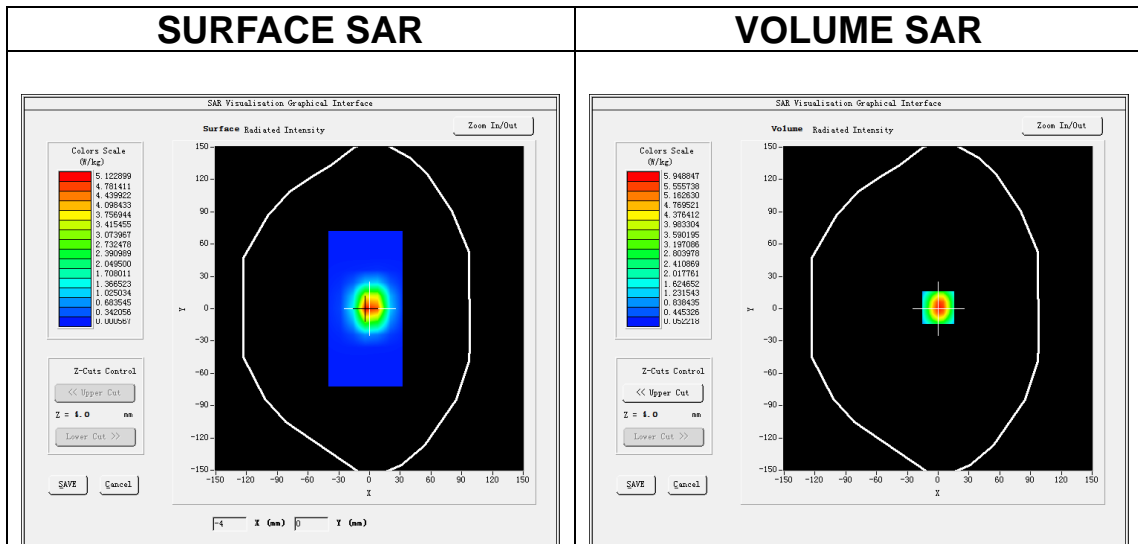 SURFACE SAR
VOLUME SAR
SAR Visualisation Graphical Interface
Surface Radiated Intensity
Zoom In/Out
Colors Scale
(W/kg)
5.122899
4.781411
4.439922
4.098433
3.756944
3.415455
3.073967
2.732478
2.390989
2.049500
1.708011
1.366523
1.025034
0.683545
0.342056
0.000567
Z-Cuts Control
<< Upper Cut
Z = 4.0 mm
Lower Cut >>
SAVE
Cancel
150
120
90
60
30
0
-30
-60
-90
-120
-150
Y
-150 -120 -90 -60 -30 0 30 60 90 120 150
X
-4 X (mm) 0 Y (mm)
SAR Visualisation Graphical Interface
Volume Radiated Intensity
Zoom In/Out
Colors Scale
(W/kg)
5.948847
5.555738
5.162630
4.769521
4.376412
3.983304
3.590195
3.197086
2.803978
2.410869
2.017761
1.624652
1.231543
0.838435
0.445326
0.052218
Z-Cuts Control
<< Upper Cut
Z = 4.0 mm
Lower Cut >>
SAVE
Cancel
150
120
90
60
30
0
-30
-60
-90
-120
-150
Y
-150 -120 -90 -60 -30 0 30 60 90 120 150
X